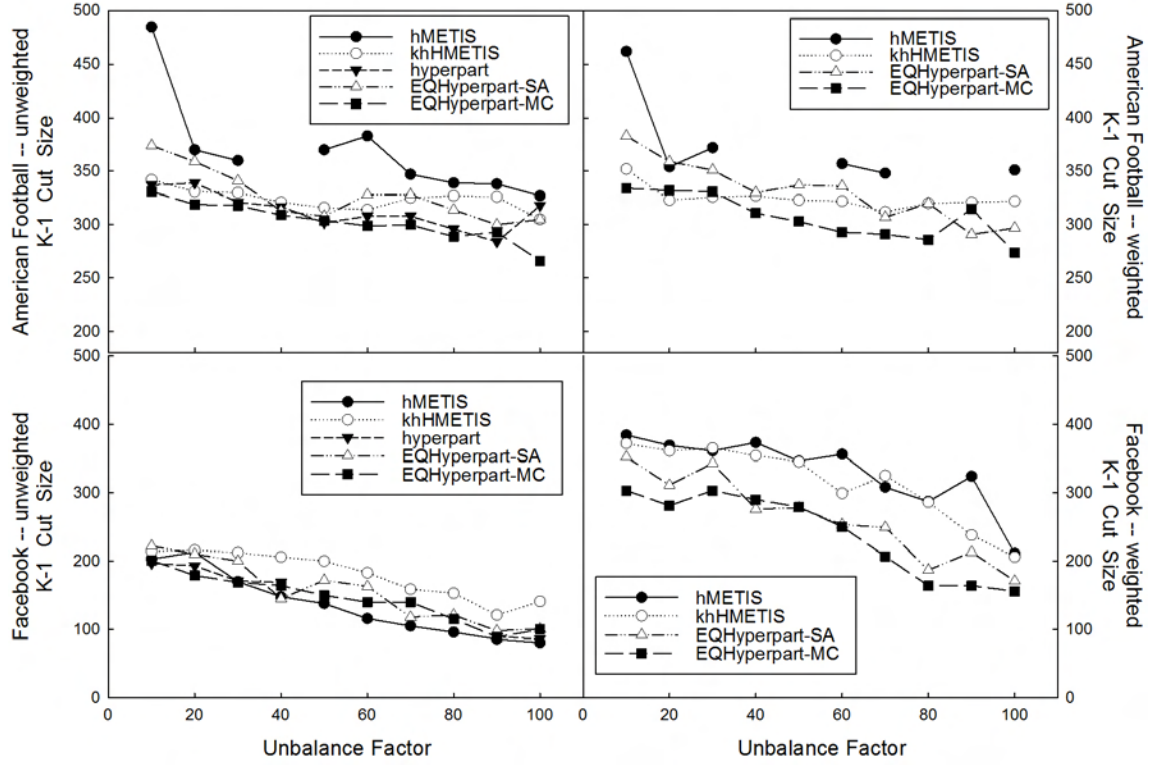 500
450
400
350
300
250
200
American Football -- unweighted
K-1 Cut Size
hMETIS
khHMETIS
hyperpart
EQHyperpart-SA
EQHyperpart-MC
hMETIS
khHMETIS
EQHyperpart-SA
EQHyperpart-MC
500
450
400
350
300
250
200
American Football -- weighted
K-1 Cut Size
500
400
300
200
100
0
Facebook -- unweighted
K-1 Cut Size
hMETIS
khHMETIS
hyperpart
EQHyperpart-SA
EQHyperpart-MC
0 20 40 60 80 100
Unbalance Factor
hMETIS
khHMETIS
EQHyperpart-SA
EQHyperpart-MC
500
400
300
200
100
0
Facebook -- weighted
K-1 Cut Size
0 20 40 60 80 100
Unbalance Factor